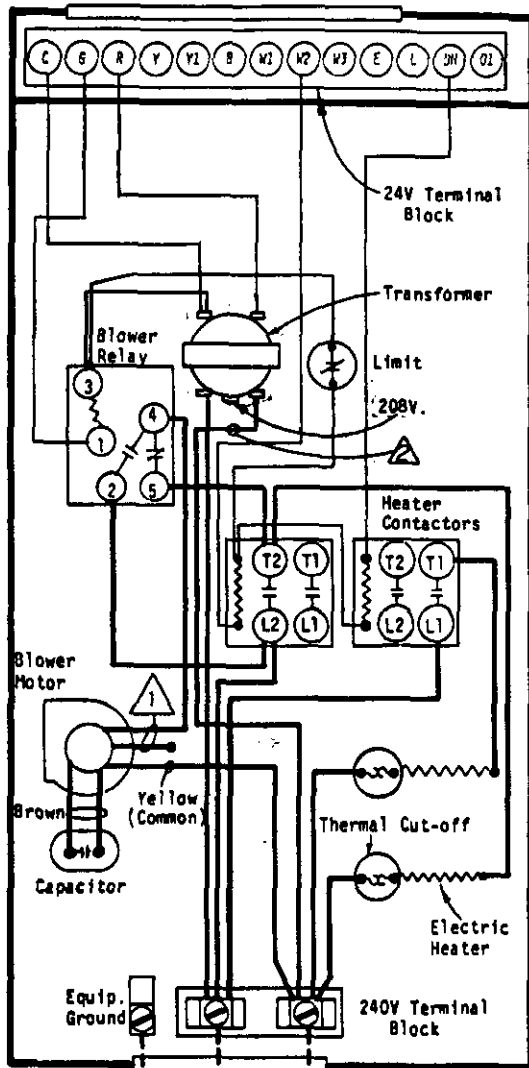 C G R Y Y1 B W1 W2 W3 E L DH O1
24V Terminal
Block
Transformer
Blower
Relay
Limit
208V.
3
4
1
2
2
5
Heater
Contactors
T2 T1 T2 T1
L2 L1 L2 L1
Blower
Motor
1
Yellow
(Common)
Brown
Thermal Cut-off
Capacitor
Electric
Heater
Equip.
Ground
240V Terminal
Block